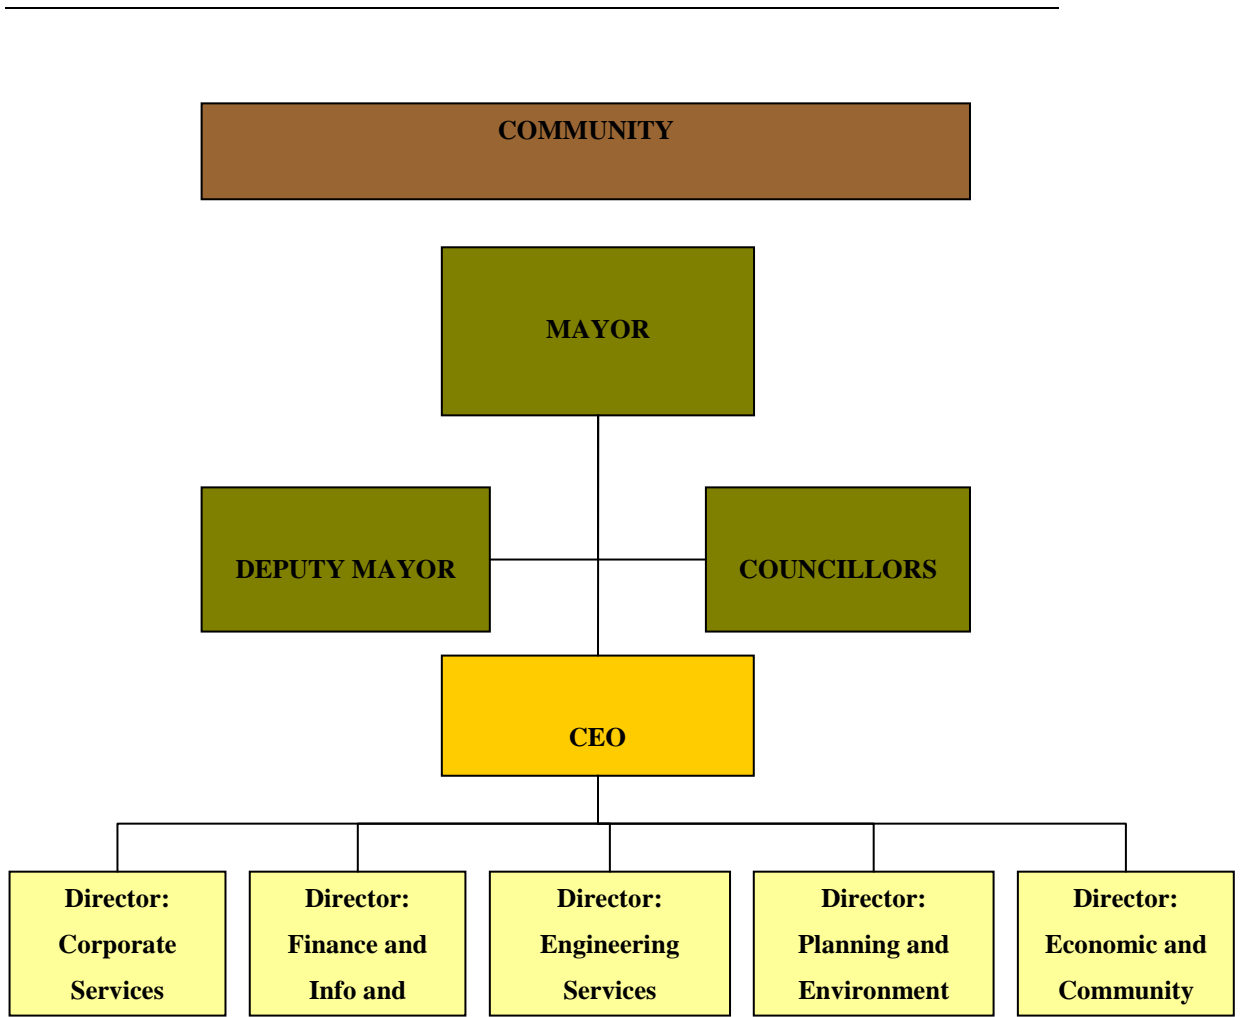 COMMUNITY
MAYOR
DEPUTY MAYOR
COUNCILLORS
CEO
Director:
Corporate
Services
Director:
Finance and
Info and
Director:
Engineering
Services
Director:
Planning and
Environment
Director:
Economic and
Community